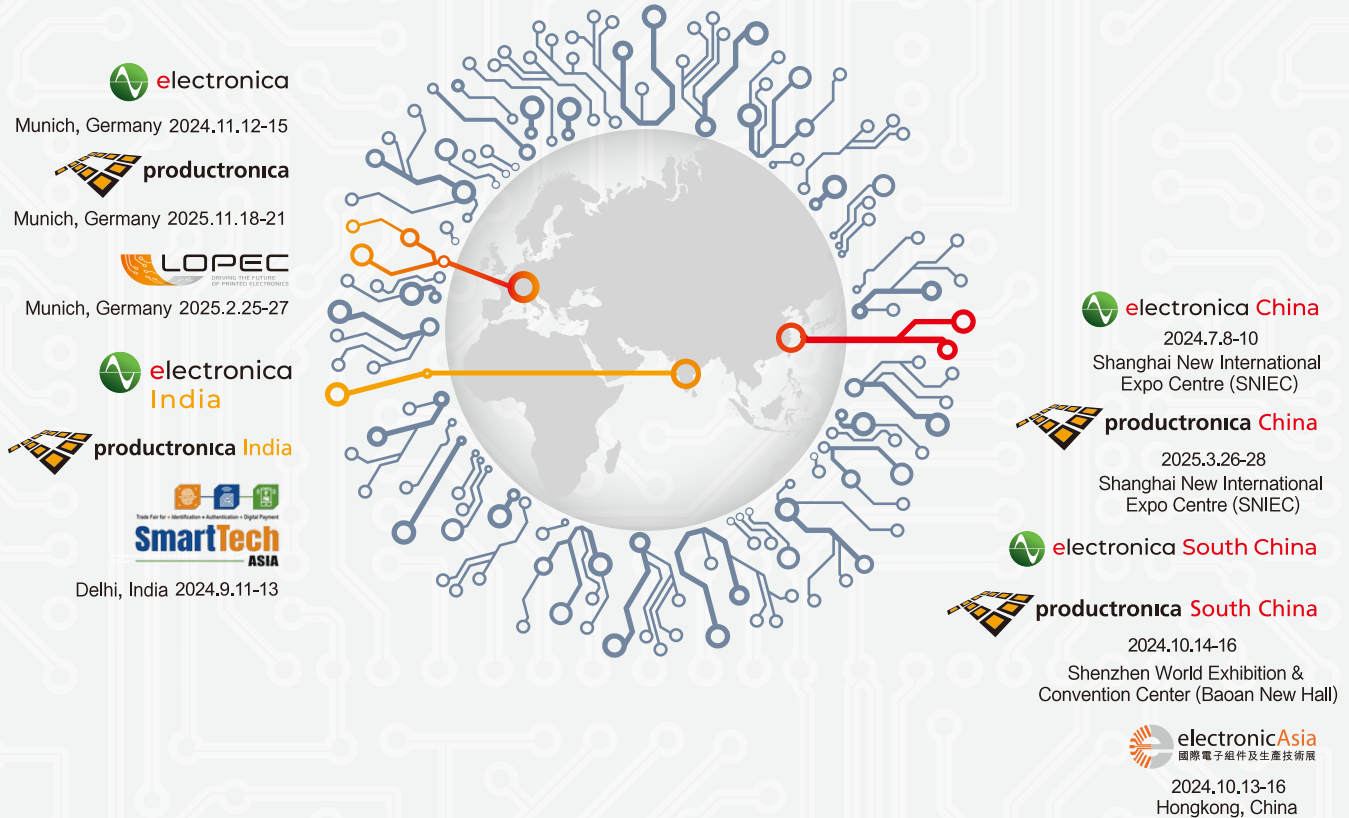 electronica
Munich, Germany 2024.11.12-15
productronica
Munich, Germany 2025.11.18-21
LOPEC
DRIVING THE FUTURE
OF PRINTED ELECTRONICS
Munich, Germany 2025.2.25-27
electronica
India
productronica India
Trade Fair for • Identification • Authentication • Digital Payment
SmartTech
ASIA
Delhi, India 2024.9.11-13
electronica China
2024.7.8-10
Shanghai New International
Expo Centre (SNIEC)
productronica China
2025.3.26-28
Shanghai New International
Expo Centre (SNIEC)
electronica South China
productronica South China
2024.10.14-16
Shenzhen World Exhibition &
Convention Center (Baoan New Hall)
electronicAsia
國際電子組件及生產技術展
2024.10.13-16
Hongkong, China